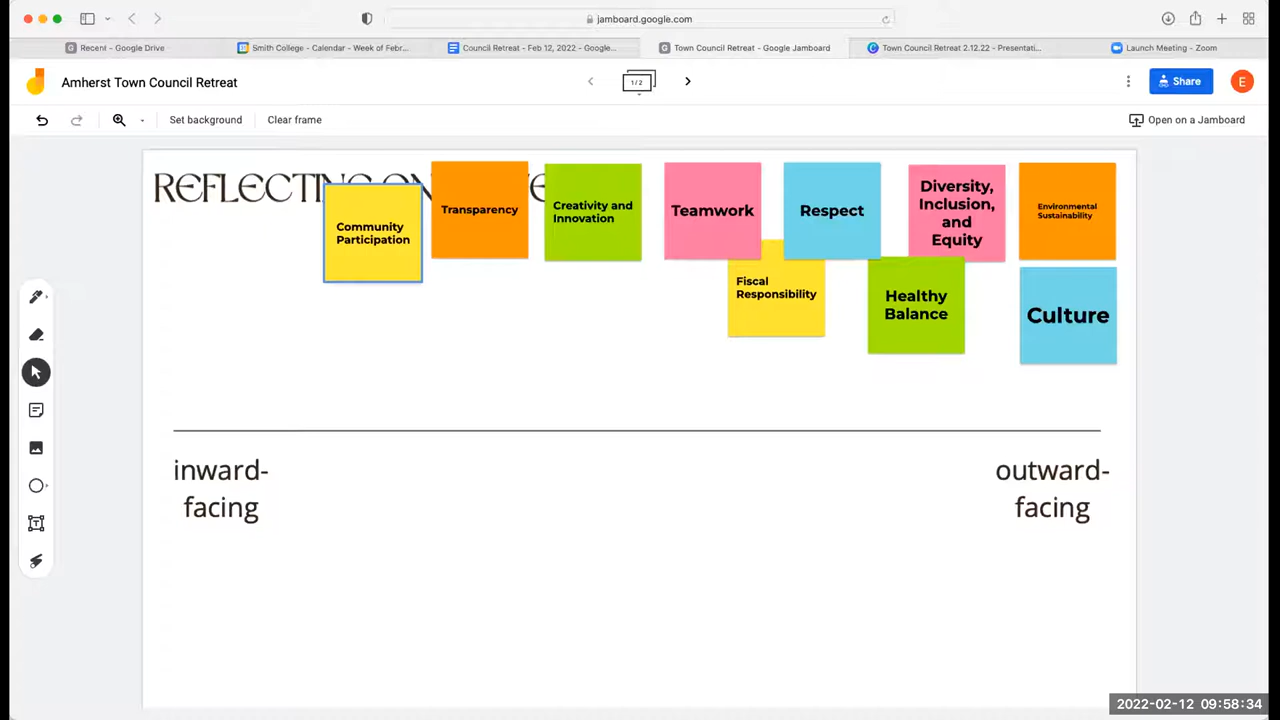 jamboard.google.com
Recent - Google Drive
Smith College - Calendar - Week of Febr...
Council Retreat - Feb 12, 2022 - Google...
Town Council Retreat - Google Jamboard
Town Council Retreat 2.12.22 - Presentati...
Launch Meeting - Zoom
Amherst Town Council Retreat
1/2
Share
E
Set background
Clear frame
Open on a Jamboard
REFLECTING ON
Community
Participation
Transparency
Creativity and
Innovation
Teamwork
Respect
Diversity,
Inclusion,
and
Equity
Environmental
Sustainability
Fiscal
Responsibility
Healthy
Balance
Culture
inward-
facing
outward-
facing
2022-02-12 09:58:34